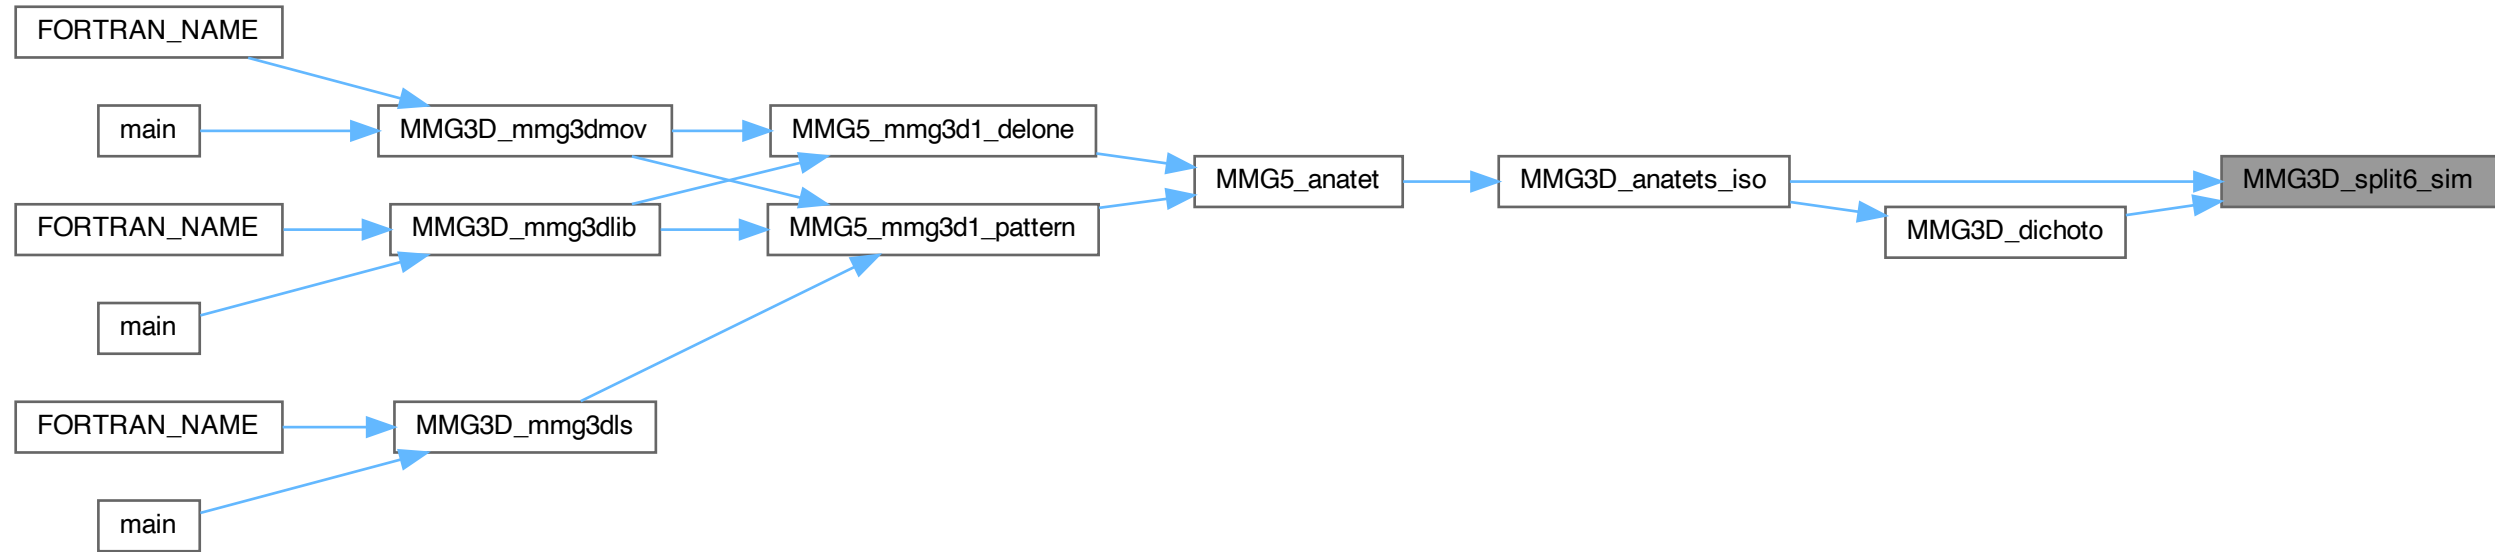 FORTRAN_NAME
main
MMG3D_mmg3dmov
MMG5_mmg3d1_delone
MMG5_anatet
MMG3D_anatets_iso
MMG3D_split6_sim
FORTRAN_NAME
MMG3D_mmg3dlib
MMG5_mmg3d1_pattern
MMG3D_dichoto
main
FORTRAN_NAME
MMG3D_mmg3dls
main